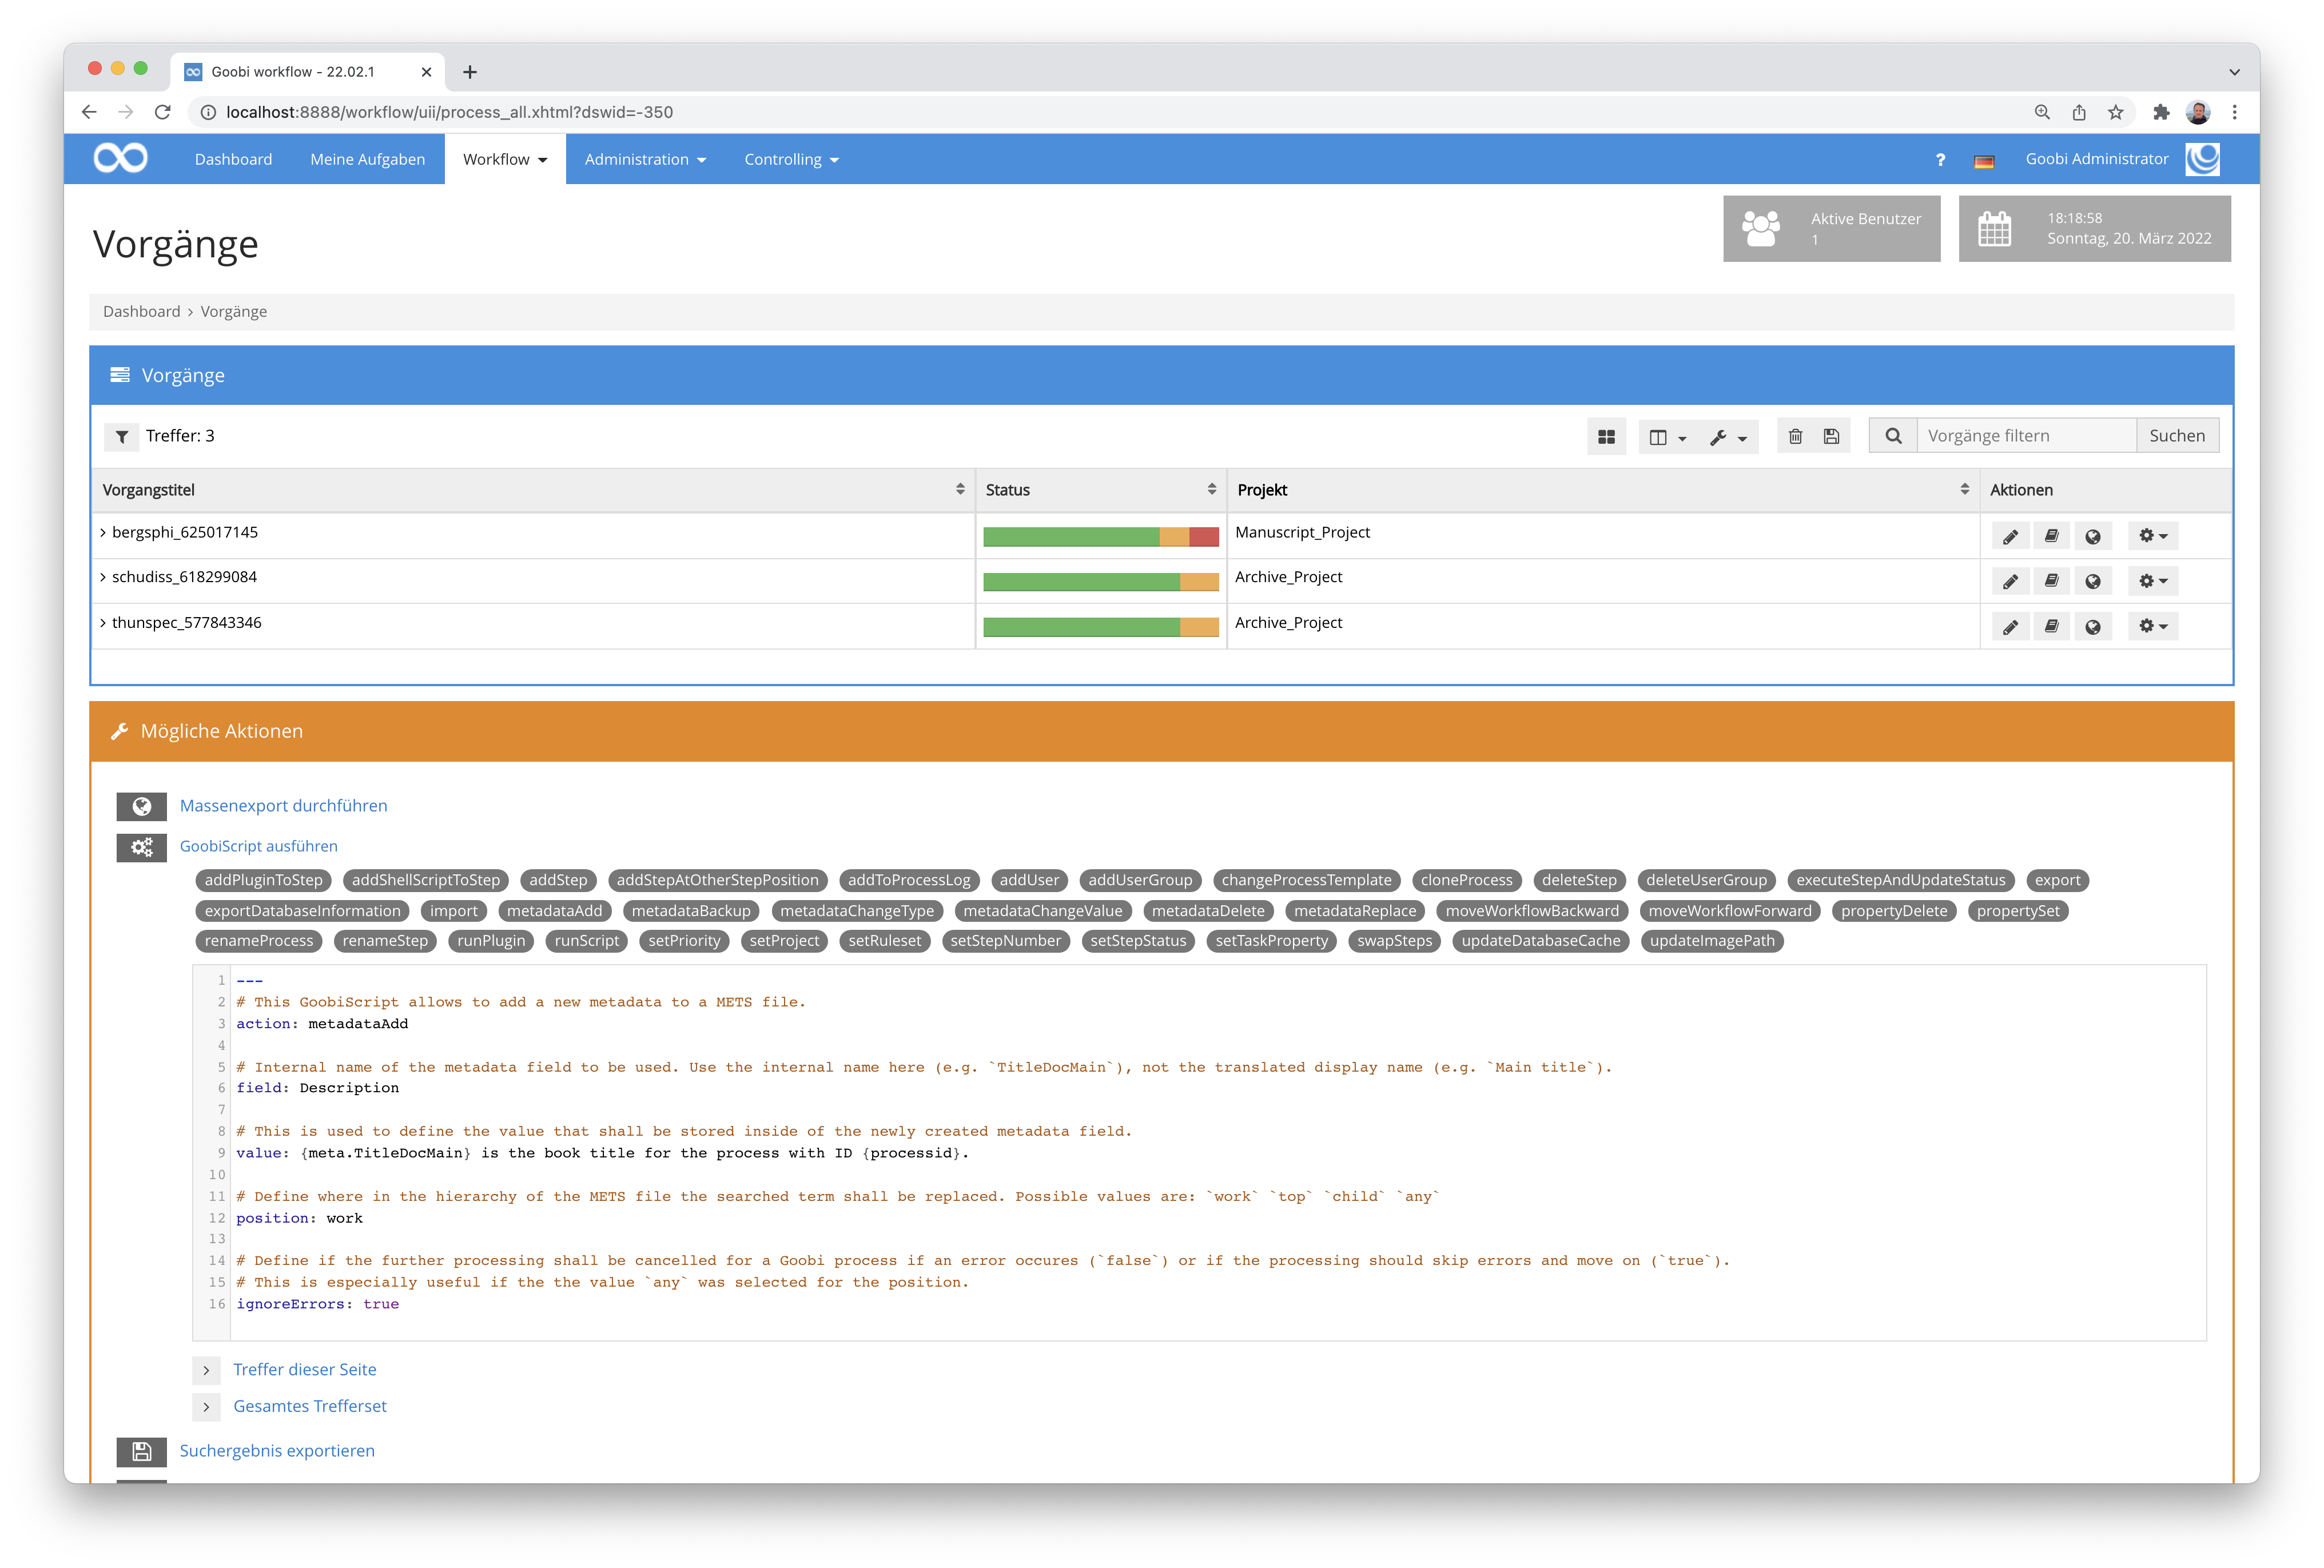 Goobi workflow - 22.02.1
localhost:8888/workflow/uii/process_all.xhtml?dswid=-350
Dashboard Meine Aufgaben Workflow Administration Controlling ? Goobi Administrator
Vorgänge
Aktive Benutzer
1
18:18:58
Sonntag, 20. März 2022
Dashboard › Vorgänge
Vorgänge
Treffer: 3 Vorgänge filtern Suchen
Vorgangstitel Status Projekt Aktionen
bergsphi_625017145 Manuscript_Project
schudiss_618299084 Archive_Project
thunspec_577843346 Archive_Project
Mögliche Aktionen
Massenexport durchführen
GoobiScript ausführen
addPluginToStep addShellScriptToStep addStep addStepAtOtherStepPosition addToProcessLog addUser addUserGroup changeProcessTemplate cloneProcess deleteStep deleteUserGroup executeStepAndUpdateStatus export
exportDatabaseInformation import metadataAdd metadataBackup metadataChangeType metadataChangeValue metadataDelete metadataReplace moveWorkflowBackward moveWorkflowForward propertyDelete propertySet
renameProcess renameStep runPlugin runScript setPriority setProject setRuleset setStepNumber setStepStatus setTaskProperty swapSteps updateDatabaseCache updateImagePath
1 ---
2 # This GoobiScript allows to add a new metadata to a METS file.
3 action: metadataAdd
4
5 # Internal name of the metadata field to be used. Use the internal name here (e.g. `TitleDocMain`), not the translated display name (e.g. `Main title`).
6 field: Description
7
8 # This is used to define the value that shall be stored inside of the newly created metadata field.
9 value: {meta.TitleDocMain} is the book title for the process with ID {processid}.
10
11 # Define where in the hierarchy of the METS file the searched term shall be replaced. Possible values are: `work` `top` `child` `any`
12 position: work
13
14 # Define if the further processing shall be cancelled for a Goobi process if an error occures (`false`) or if the processing should skip errors and move on (`true`).
15 # This is especially useful if the the value `any` was selected for the position.
16 ignoreErrors: true
Treffer dieser Seite
Gesamtes Trefferset
Suchergebnis exportieren